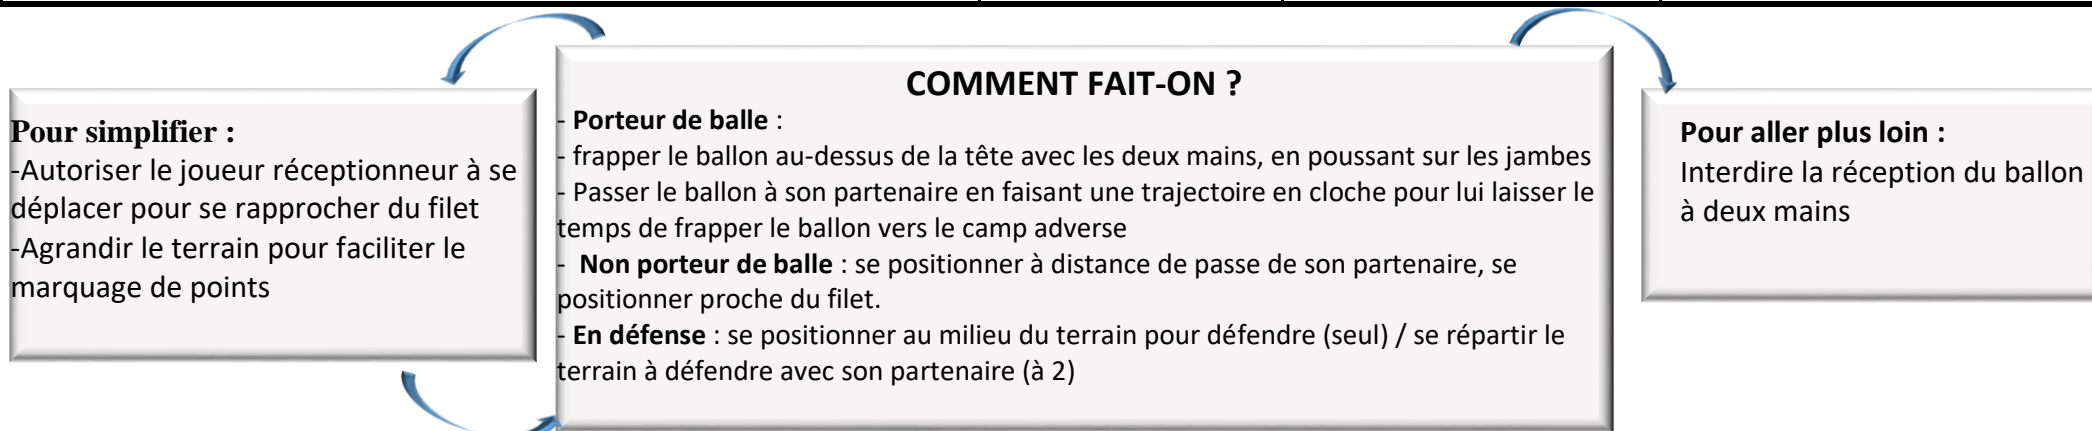 Pour simplifier :
-Autoriser le joueur réceptionneur à se
déplacer pour se rapprocher du filet
-Agrandir le terrain pour faciliter le
marquage de points
COMMENT FAIT-ON ?
- Porteur de balle :
- frapper le ballon au-dessus de la tête avec les deux mains, en poussant sur les jambes
- Passer le ballon à son partenaire en faisant une trajectoire en cloche pour lui laisser le
temps de frapper le ballon vers le camp adverse
- Non porteur de balle : se positionner à distance de passe de son partenaire, se
positionner proche du filet.
- En défense : se positionner au milieu du terrain pour défendre (seul) / se répartir le
terrain à défendre avec son partenaire (à 2)
Pour aller plus loin :
Interdire la réception du ballon
à deux mains